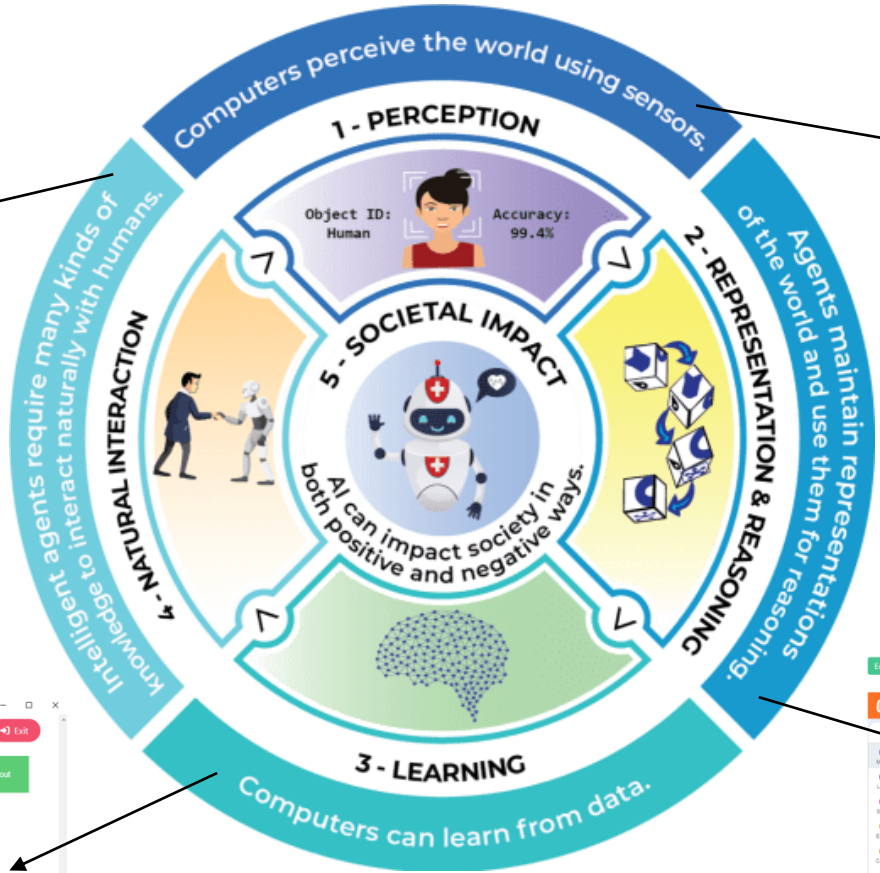 Computers perceive the world using sensors.
1 - PERCEPTION
Object ID:
Human
Accuracy:
99.4%
Agents maintain representations
of the world and use them for reasoning.
2 - REPRESENTATION & REASONING
Computers can learn from data.
3 - LEARNING
Intelligent agents require many kinds of
knowledge to interact naturally with humans.
4 - NATURAL INTERACTION
5 - SOCIETAL IMPACT
AI can impact society in
both positive and negative ways.
Exit